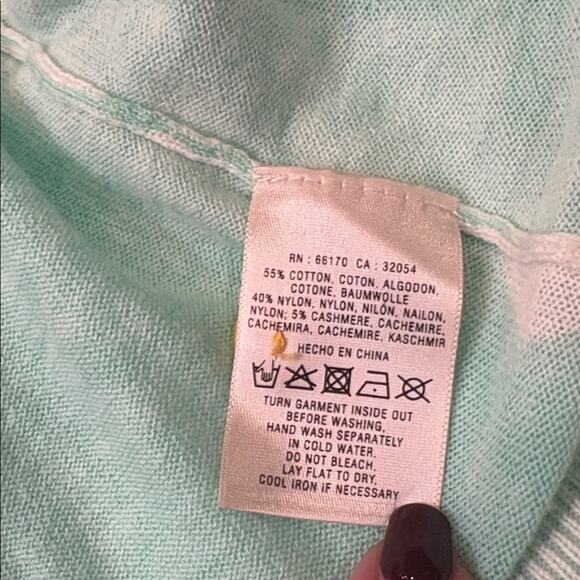 RN : 66170 CA : 32054
55% COTTON, COTON, ALGODON,
COTONE, BAUMWOLLE
40% NYLON, NYLON, NILÓN, NAILON,
NYLON; 5% CASHMERE, CACHEMIRE,
CACHEMIRA, CACHEMIRE, KASCHMIR
HECHO EN CHINA
TURN GARMENT INSIDE OUT
BEFORE WASHING,
HAND WASH SEPARATELY
IN COLD WATER.
DO NOT BLEACH.
LAY FLAT TO DRY,
COOL IRON IF NECESSARY